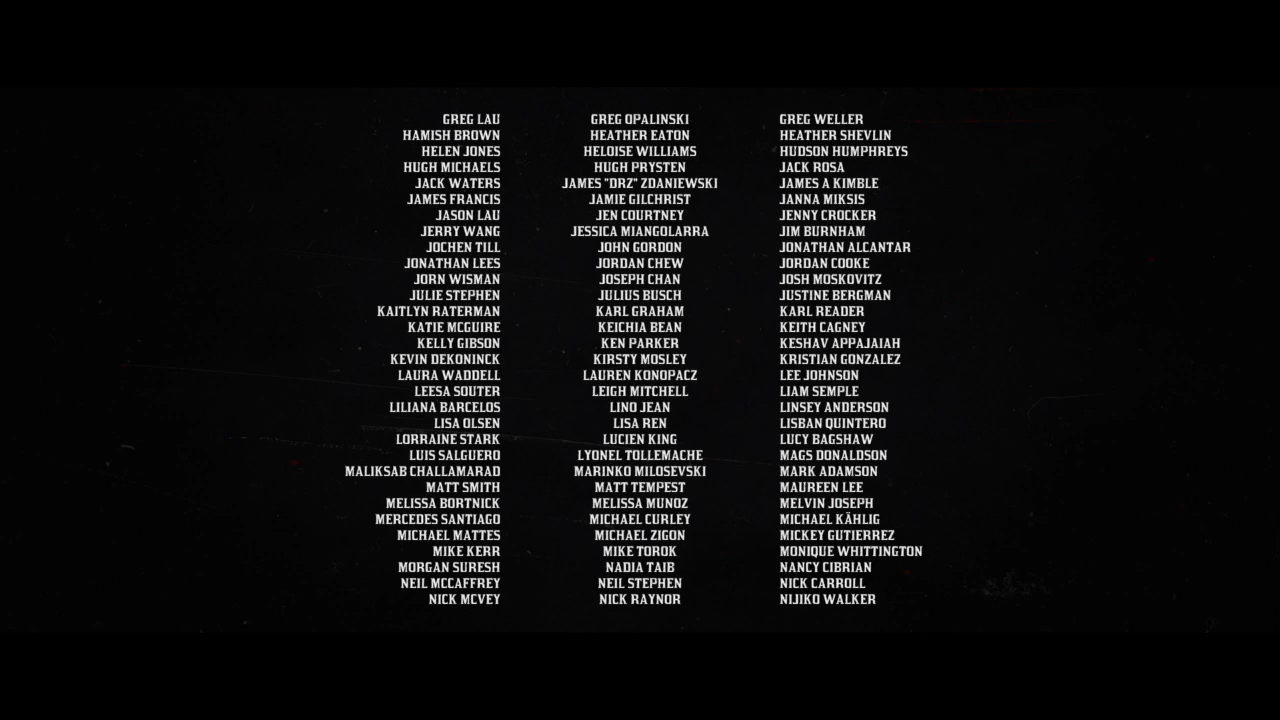 GREG LAU GREG OPALINSKI GREG WELLER
HAMISH BROWN HEATHER EATON HEATHER SHEVLIN
HELEN JONES HELOISE WILLIAMS HUDSON HUMPHREYS
HUGH MICHAELS HUGH PRYSTEN JACK ROSA
JACK WATERS JAMES "DRZ" ZDANIEWSKI JAMES A KIMBLE
JAMES FRANCIS JAMIE GILCHRIST JANNA MIKSIS
JASON LAU JEN COURTNEY JENNY CROCKER
JERRY WANG JESSICA MIANGOLARRA JIM BURNHAM
JOCHEN TILL JOHN GORDON JONATHAN ALCANTAR
JONATHAN LEES JORDAN CHEW JORDAN COOKE
JORN WISMAN JOSEPH CHAN JOSH MOSKOVITZ
JULIE STEPHEN JULIUS BUSCH JUSTINE BERGMAN
KAITLYN RATERMAN KARL GRAHAM KARL READER
KATIE MCGUIRE KEICHIA BEAN KEITH CAGNEY
KELLY GIBSON KEN PARKER KESHAV APPAJAIAH
KEVIN DEKONINCK KIRSTY MOSLEY KRISTIAN GONZALEZ
LAURA WADDELL LAUREN KONOPACZ LEE JOHNSON
LEESA SOUTER LEIGH MITCHELL LIAM SEMPLE
LILIANA BARCELOS LINO JEAN LINSEY ANDERSON
LISA OLSEN LISA REN LISBAN QUINTERO
LORRAINE STARK LUCIEN KING LUCY BAGSHAW
LUIS SALGUERO LYONEL TOLLEMACHE MAGS DONALDSON
MALIKSAB CHALLAMARAD MARINKO MILOSEVSKI MARK ADAMSON
MATT SMITH MATT TEMPEST MAUREEN LEE
MELISSA BORTNICK MELISSA MUNOZ MELVIN JOSEPH
MERCEDES SANTIAGO MICHAEL CURLEY MICHAEL KÄHLIG
MICHAEL MATTES MICHAEL ZIGON MICKEY GUTIERREZ
MIKE KERR MIKE TOROK MONIQUE WHITTINGTON
MORGAN SURESH NADIA TAIB NANCY CIBRIAN
NEIL MCCAFFREY NEIL STEPHEN NICK CARROLL
NICK MCVEY NICK RAYNOR NIJIKO WALKER